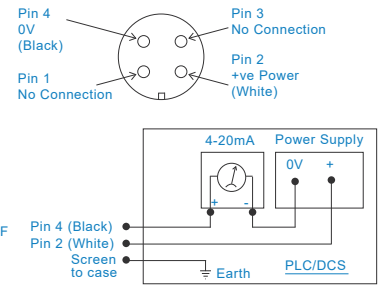 Pin 4
0V
(Black)
Pin 3
No Connection
Pin 1
No Connection
Pin 2
+ve Power
(White)
4-20mA
Power Supply
0V +
+ -
F
Pin 4 (Black)
Pin 2 (White)
Screen
to case
Earth
PLC/DCS